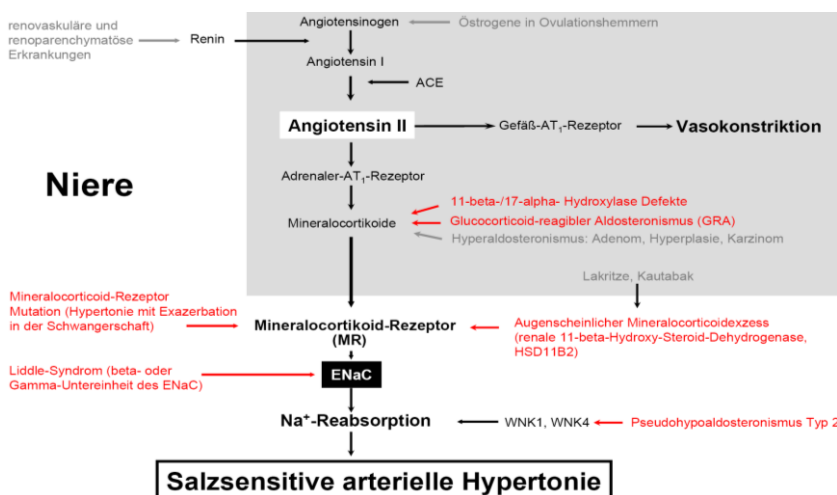 renovaskuläre und
renoparenchymatöse
Erkrankungen
Renin
Angiotensinogen
Östrogene in Ovulationshemmern
Angiotensin I
ACE
Angiotensin II
Gefäß-AT1-Rezeptor
Vasokonstriktion
Niere
Adrenaler-AT1-Rezeptor
Mineralocortikoide
11-beta-/17-alpha- Hydroxylase Defekte
Glucocorticoid-reagibler Aldosteronismus (GRA)
Hyperaldosteronismus: Adenom, Hyperplasie, Karzinom
Lakritze, Kautabak
Mineralocorticoid-Rezeptor
Mutation (Hypertonie mit Exazerbation
in der Schwangerschaft)
Mineralocortikoid-Rezeptor
(MR)
Augenscheinlicher Mineralocorticoidexzess
(renale 11-beta-Hydroxy-Steroid-Dehydrogenase,
HSD11B2)
Liddle-Syndrom (beta- oder
Gamma-Untereinheit des ENaC)
ENaC
Na+-Reabsorption
WNK1, WNK4
Pseudohypoaldosteronismus Typ 2
Salzsensitive arterielle Hypertonie